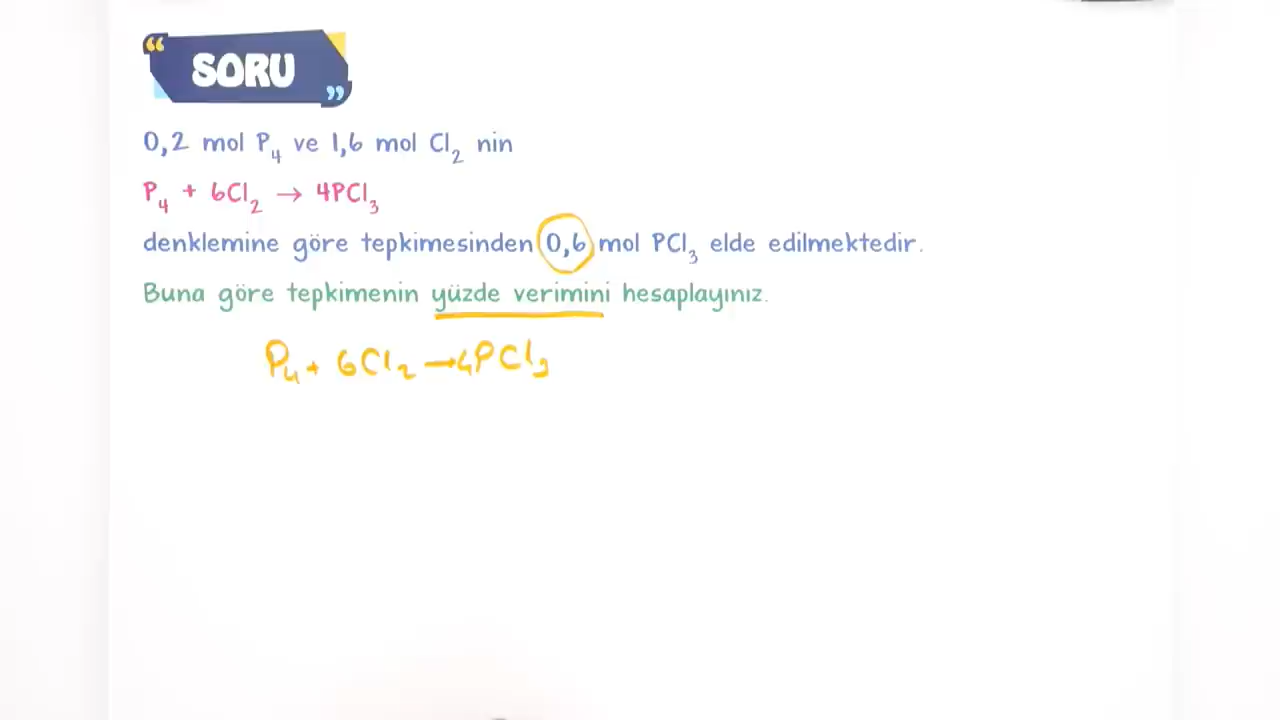 SORU
0,2 mol P₄ ve 1,6 mol Cl₂ nin
P₄ + 6Cl₂ → 4PCl₃
denklemine göre tepkimesinden 0,6 mol PCl₃ elde edilmektedir.
Buna göre tepkimenin yüzde verimini hesaplayınız.
P₄ + 6Cl₂ → 4PCl₃